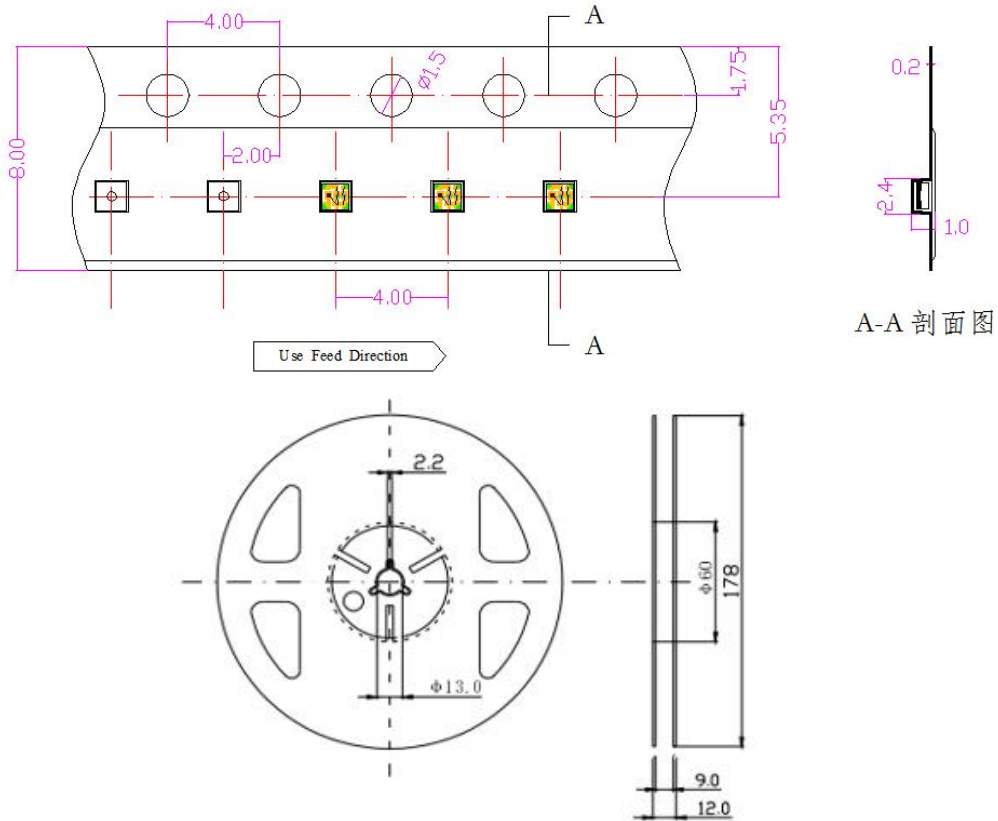 A
4.00
Ø1.5
1.75
5.35
8.00
2.00
4.00
A
Use Feed Direction
0.2
2.4
1.0
A-A 剖面图
2.2
Φ13.0
Φ60
178
9.0
12.0